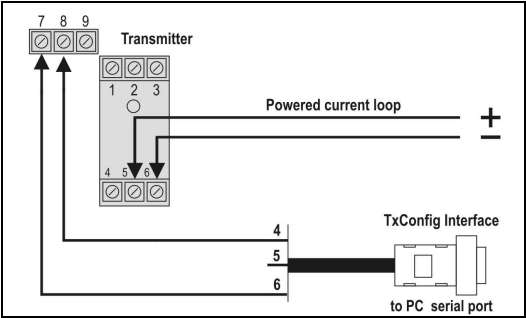 7 8 9
Transmitter
1 2 3
Powered current loop
+
−
4 5 6
TxConfig Interface
4
5
6
to PC serial port